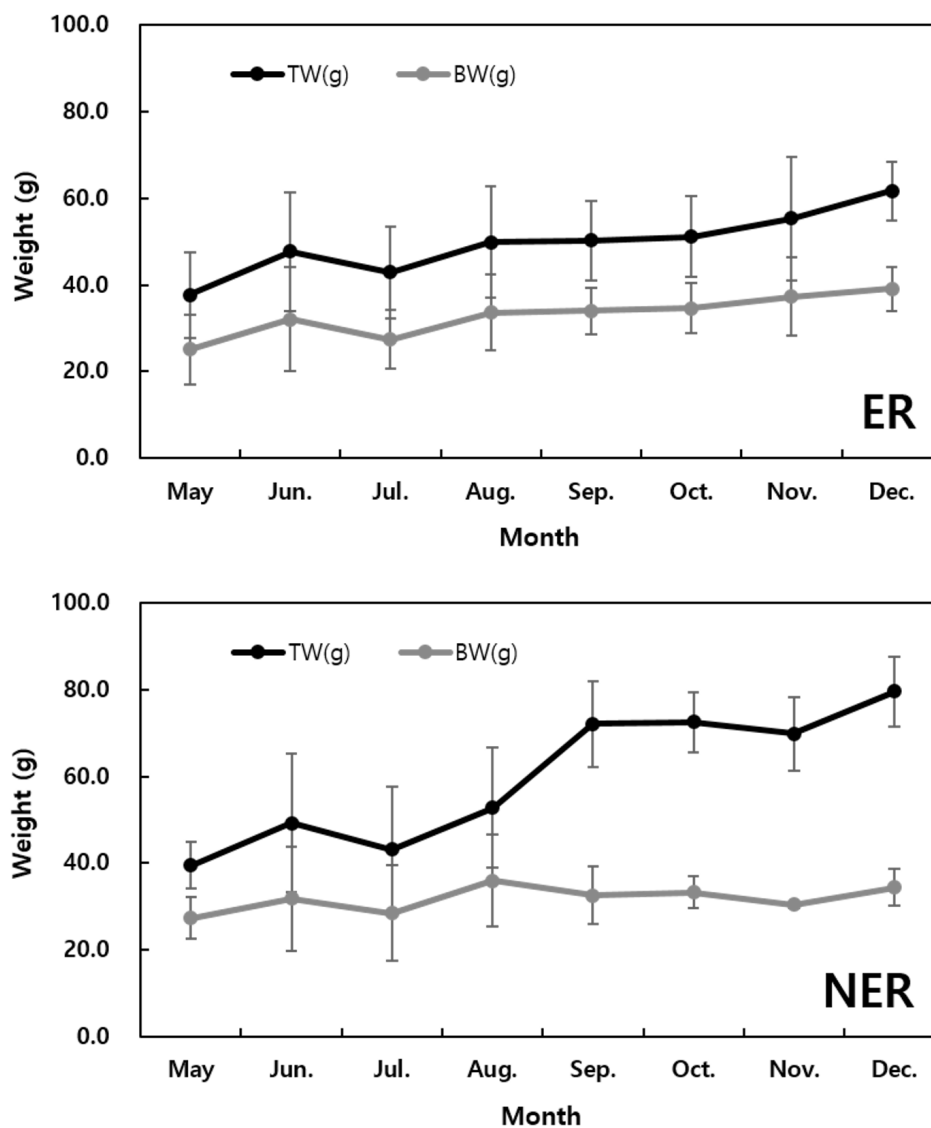 100.0
80.0
60.0
40.0
20.0
0.0
Weight (g)
TW(g) BW(g)
ER
May Jun. Jul. Aug. Sep. Oct. Nov. Dec.
Month
100.0
80.0
60.0
40.0
20.0
0.0
Weight (g)
TW(g) BW(g)
NER
May Jun. Jul. Aug. Sep. Oct. Nov. Dec.
Month